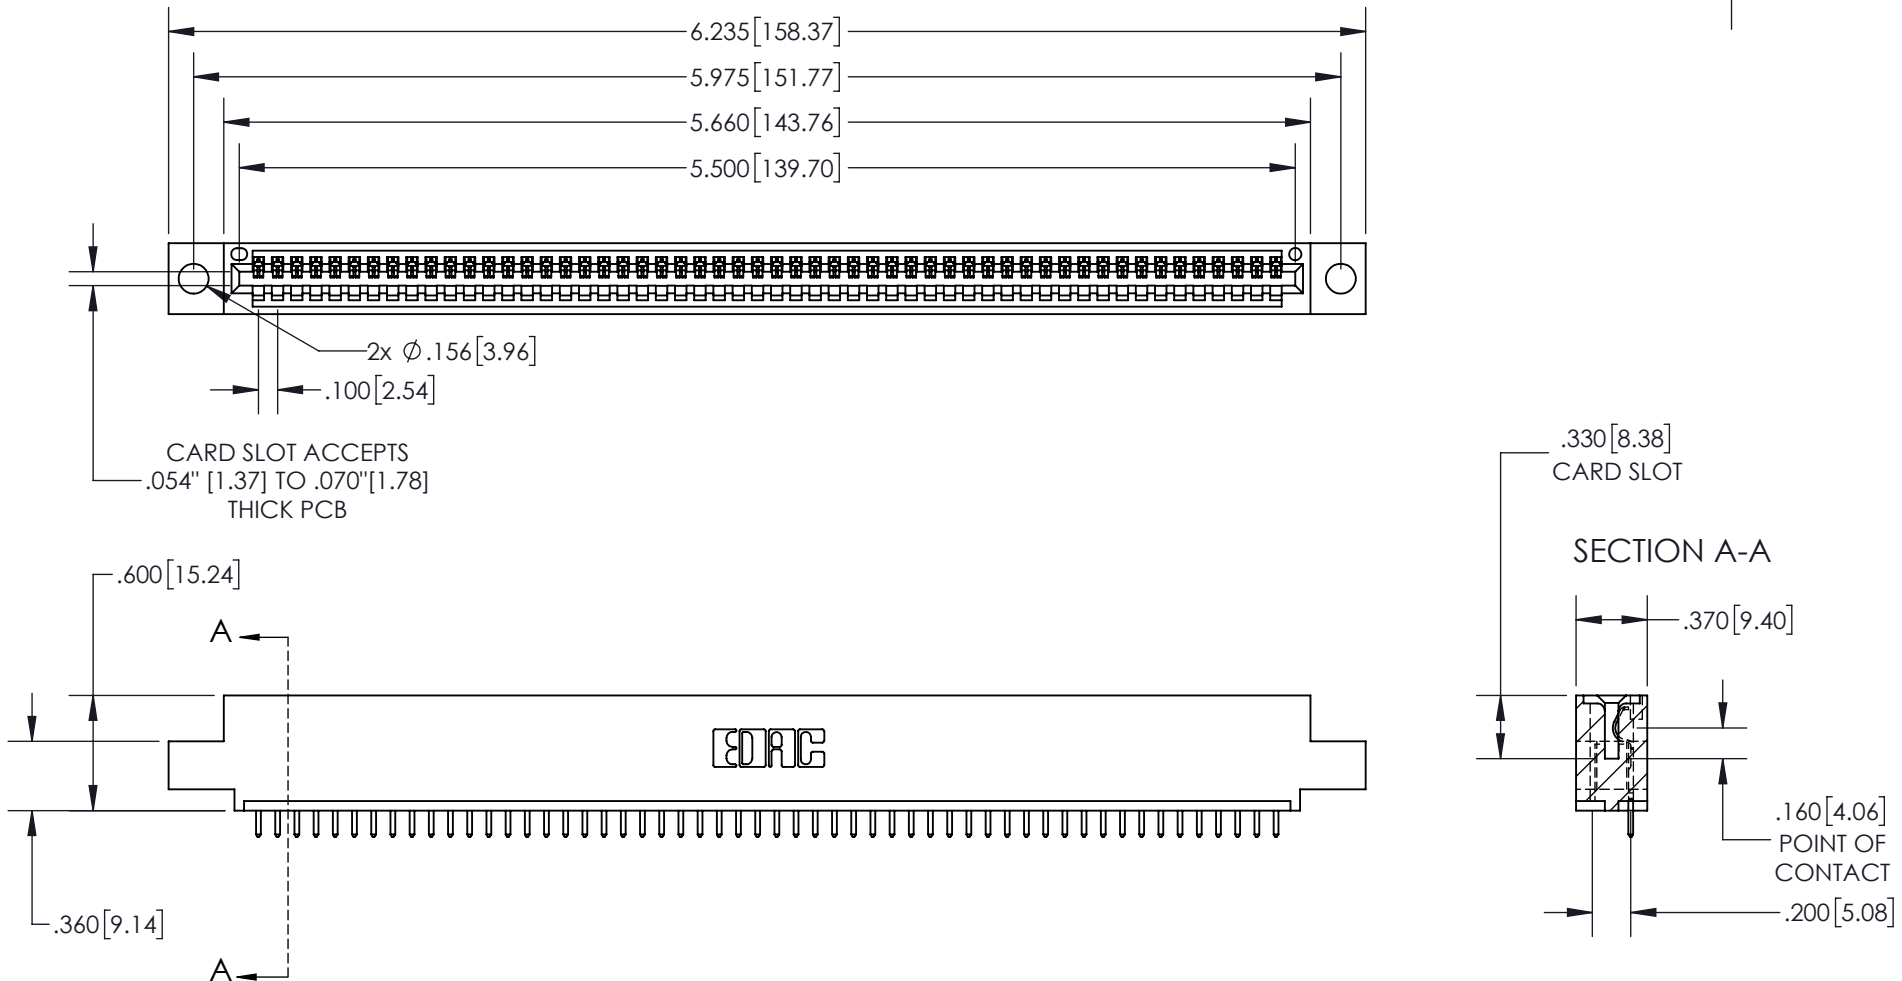 6.235[158.37]
5.975[151.77]
5.660[143.76]
5.500[139.70]
2x Ø.156[3.96]
.100[2.54]
CARD SLOT ACCEPTS
.054" [1.37] TO .070"[1.78]
THICK PCB
.330[8.38]
CARD SLOT
SECTION A-A
.600[15.24]
.370[9.40]
A
EDAC
.160[4.06]
POINT OF
CONTACT
.200[5.08]
.360[9.14]
A